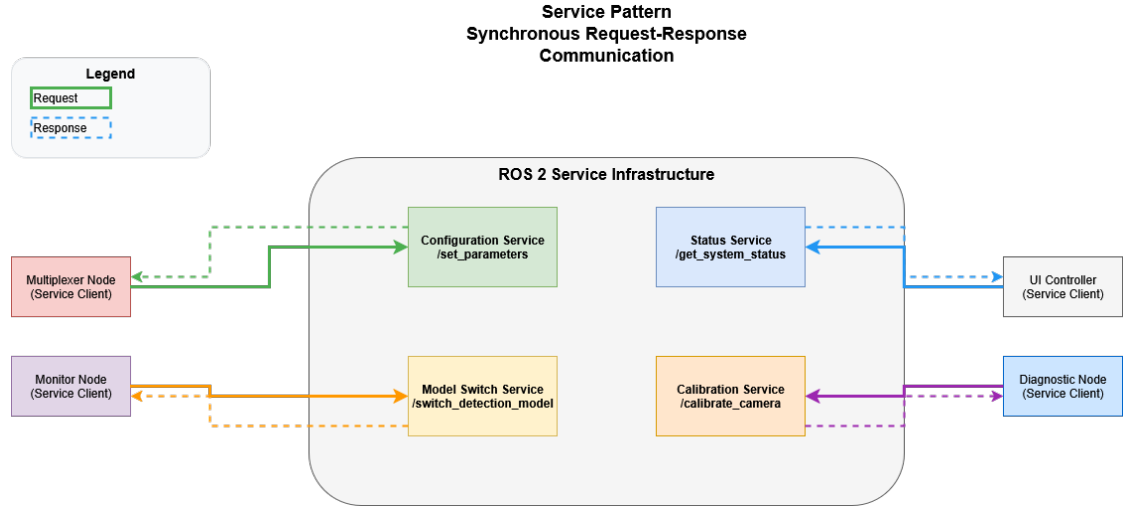 Service Pattern
Synchronous Request-Response
Communication
Legend
Request
Response
ROS 2 Service Infrastructure
Configuration Service
/set_parameters
Status Service
/get_system_status
Multiplexer Node
(Service Client)
UI Controller
(Service Client)
Monitor Node
(Service Client)
Model Switch Service
/switch_detection_model
Calibration Service
/calibrate_camera
Diagnostic Node
(Service Client)